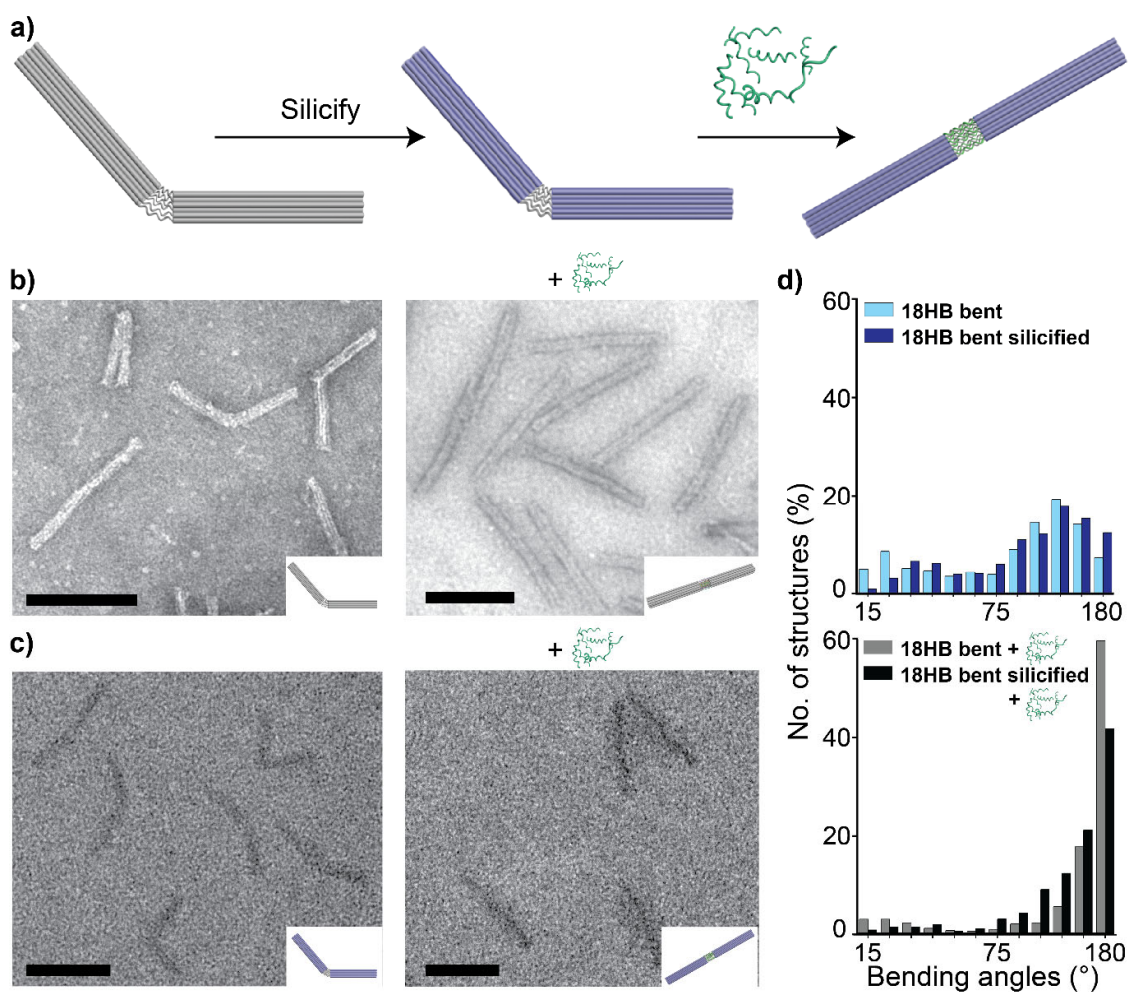 a)
Silicify
b)
+
c)
+
d)
60
18HB bent
18HB bent silicified
40
20
0
15
75
180
60
18HB bent +
18HB bent silicified
+
40
20
0
15
75
180
No. of structures (%)
Bending angles (°)